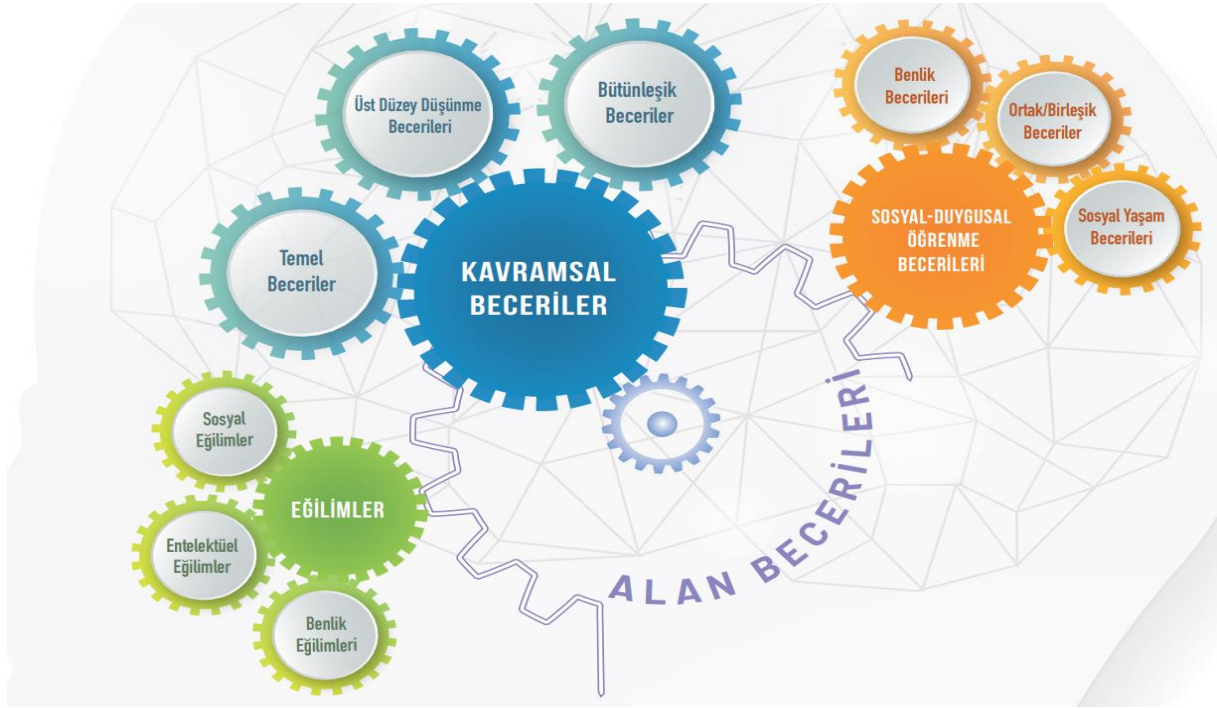 Üst Düzey Düşünme
Becerileri
Bütünleşik
Beceriler
Temel
Beceriler
KAVRAMSAL
BECERİLER
Benlik
Becerileri
Ortak/Birleşik
Beceriler
Sosyal Yaşam
Becerileri
SOSYAL-DUYGUSAL
ÖĞRENME
BECERİLERİ
Sosyal
Eğilimler
Entelektüel
Eğilimler
Benlik
Eğilimleri
EĞİLİMLER
ALAN BECERİLERİ